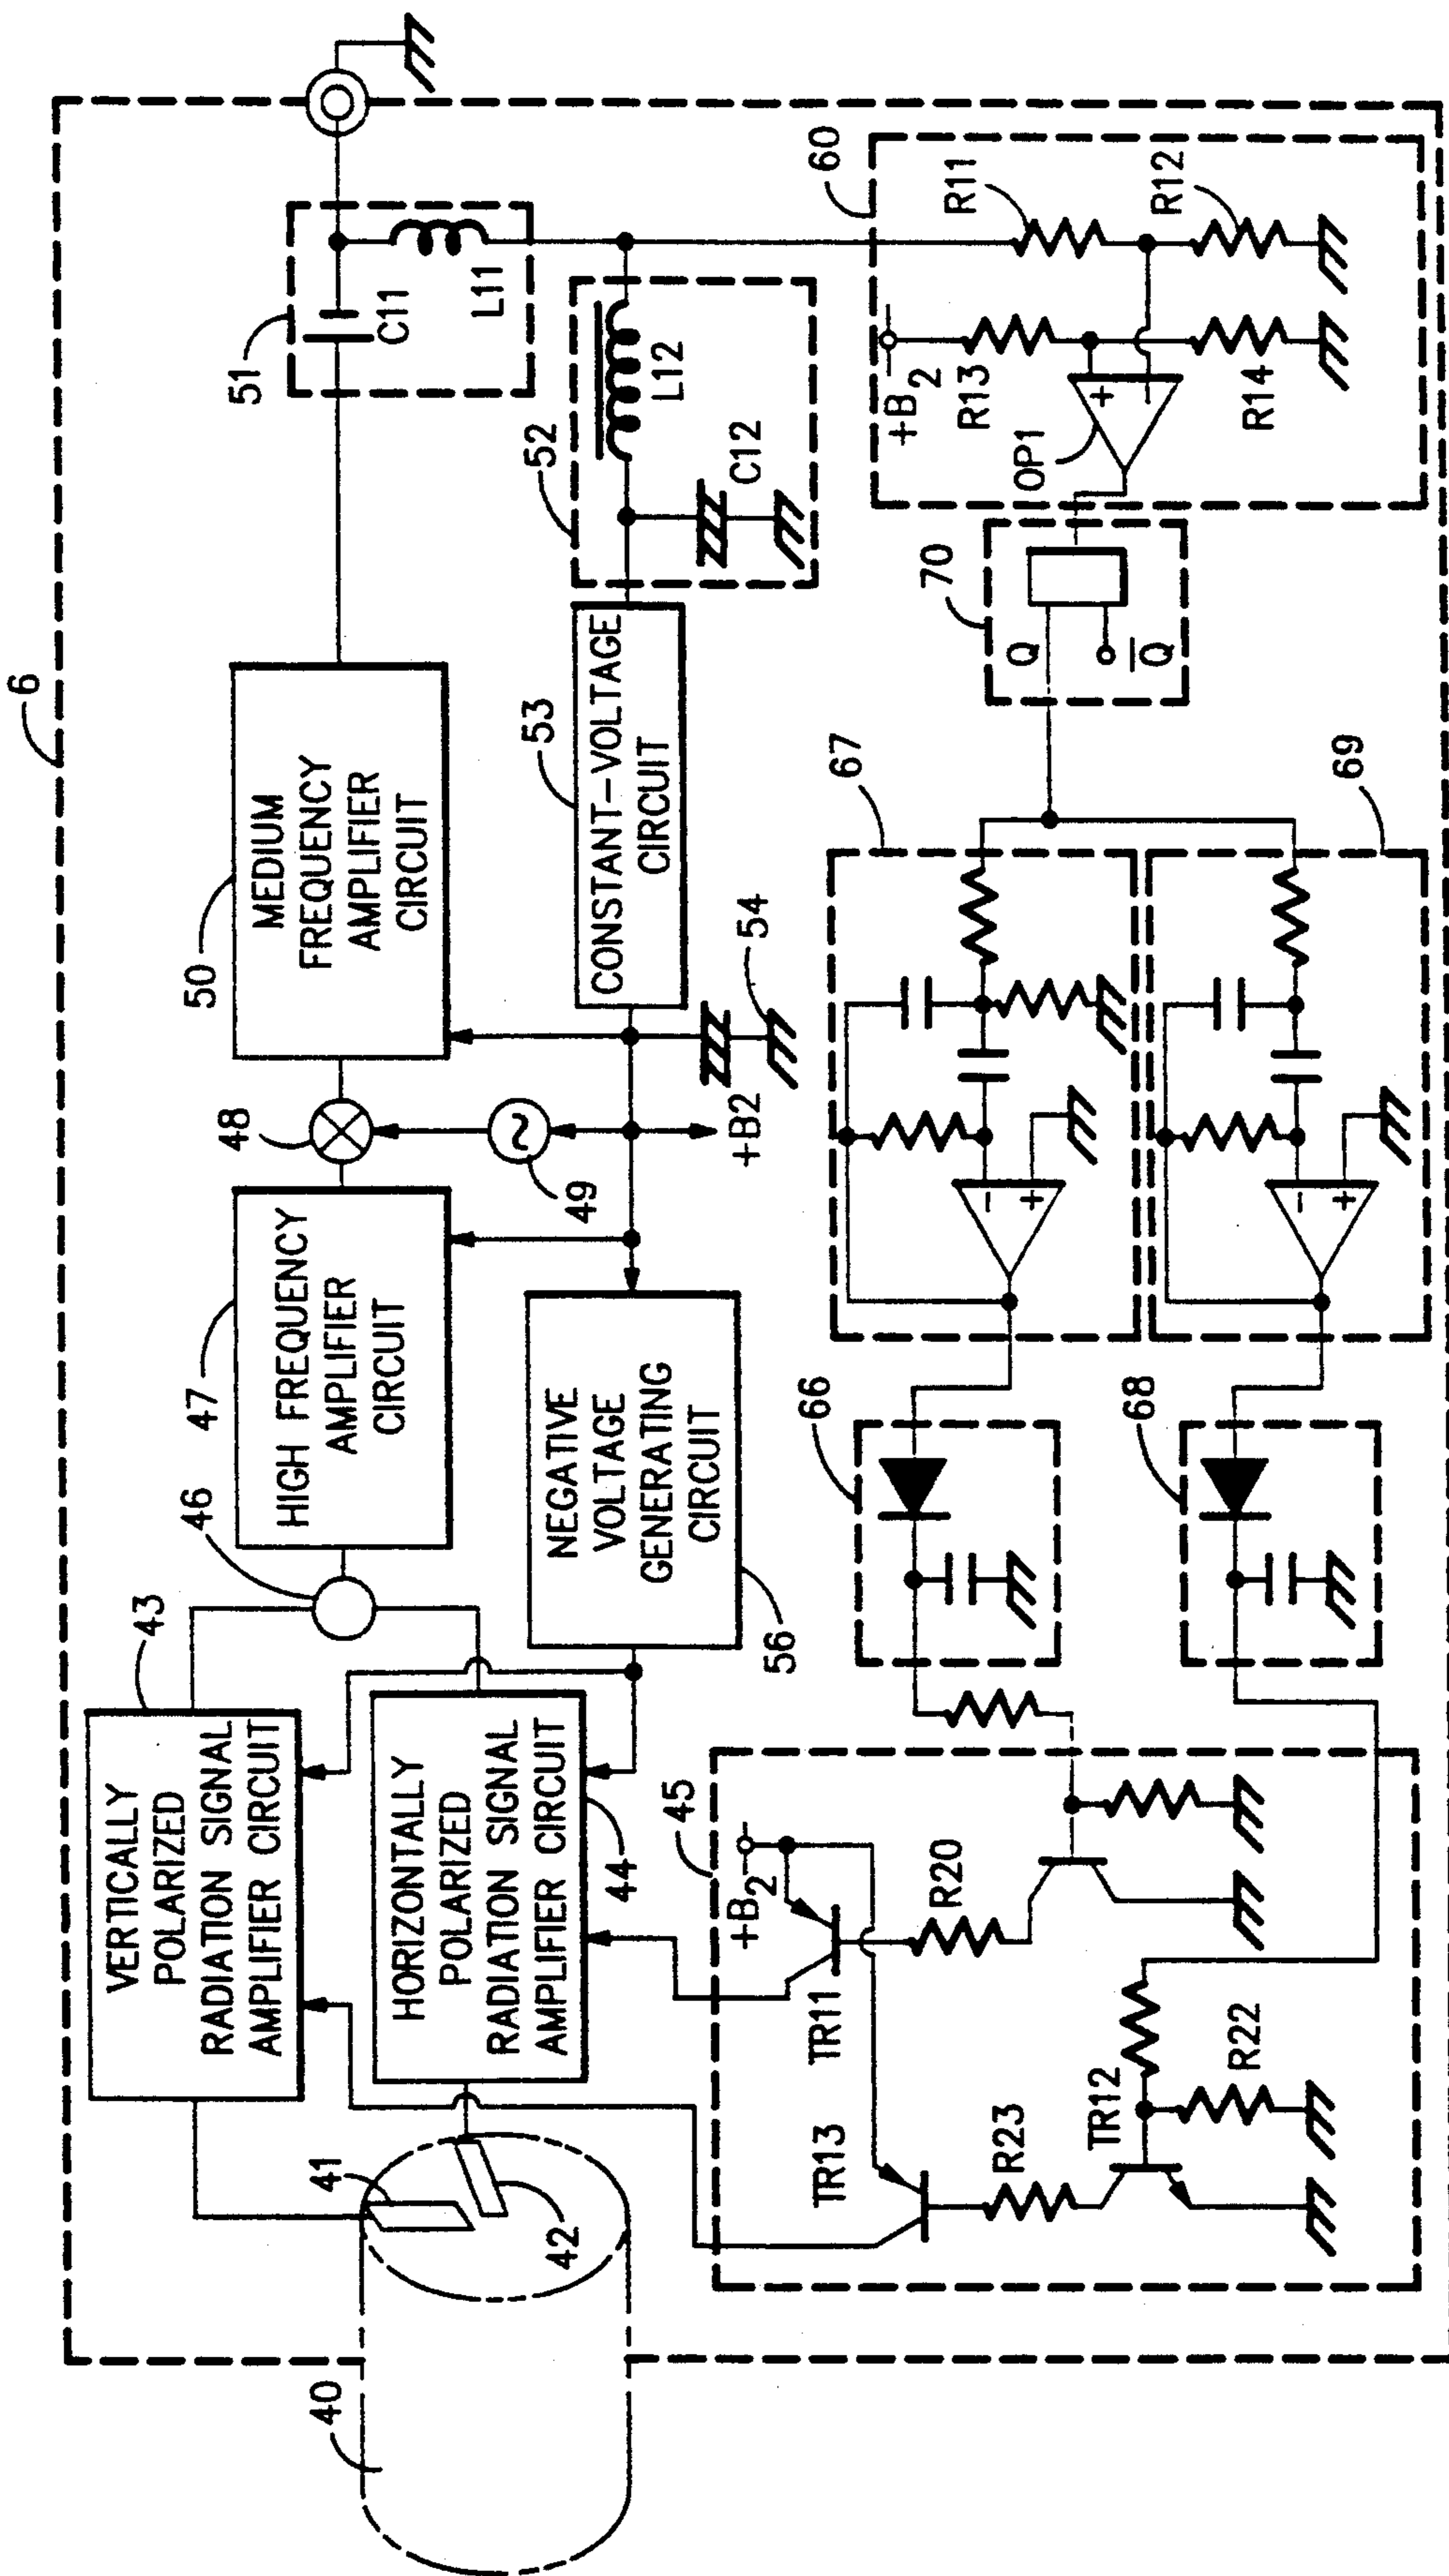 6
40
41
42
43
VERTICALLY
POLARIZED
RADIATION SIGNAL
AMPLIFIER CIRCUIT
HORIZONTALLY
POLARIZED
RADIATION SIGNAL
AMPLIFIER CIRCUIT
44
46
47
HIGH FREQUENCY
AMPLIFIER
CIRCUIT
48
49
50
MEDIUM
FREQUENCY
AMPLIFIER
CIRCUIT
51
C11
L11
NEGATIVE
VOLTAGE
GENERATING
CIRCUIT
56
+B2
54
53
CONSTANT-VOLTAGE
CIRCUIT
52
L12
C12
45
+B2
TR11
R20
TR13
R23
TR12
R22
66
68
67
-
+
69
-
+
70
Q
Q̅
60
+B2
R13
R14
R11
R12
OP1
+
−